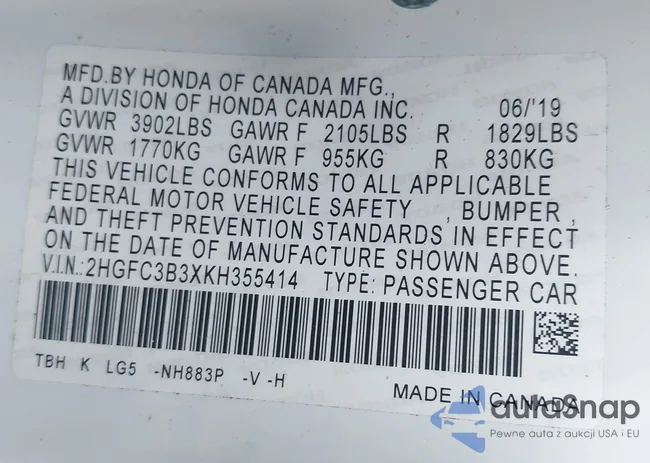 MFD.BY HONDA OF CANADA MFG.,
A DIVISION OF HONDA CANADA INC. 06/'19
GVWR 3902LBS GAWR F 2105LBS R 1829LBS
GVWR 1770KG GAWR F 955KG R 830KG
THIS VEHICLE CONFORMS TO ALL APPLICABLE
FEDERAL MOTOR VEHICLE SAFETY , BUMPER ,
AND THEFT PREVENTION STANDARDS IN EFFECT
ON THE DATE OF MANUFACTURE SHOWN ABOVE.
V.I.N.: 2HGFC3B3XKH355414 TYPE: PASSENGER CAR
TBH K LG5 -NH883P -V -H
MADE IN CANADA
autaSnap
Pewne auta z aukcji USA i EU